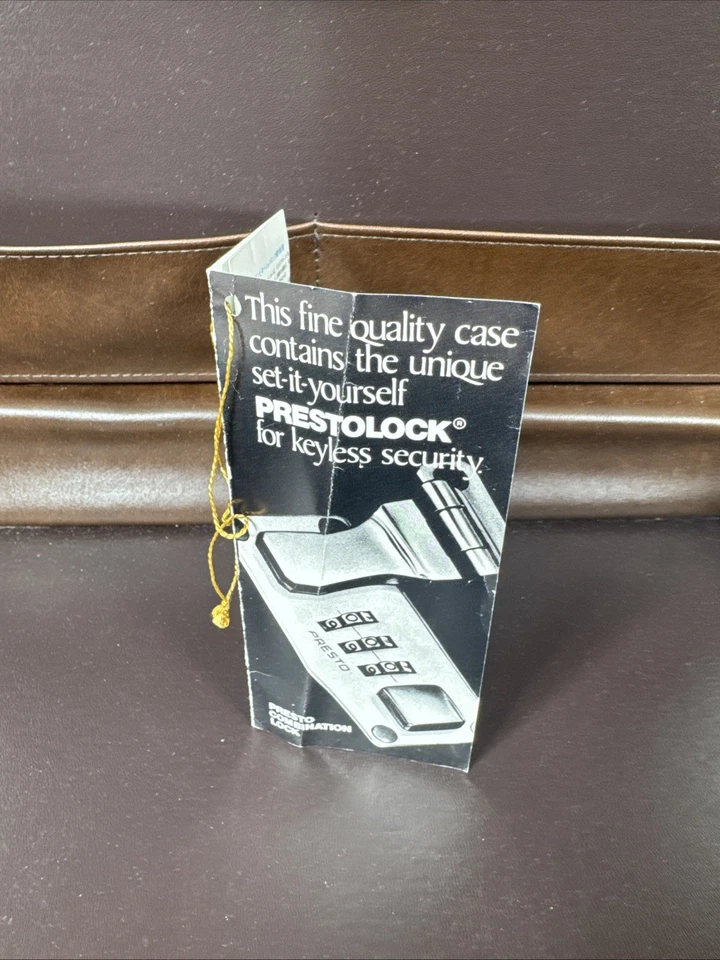 This fine quality case
contains the unique
set-it-yourself
PRESTOLOCK®
for keyless security.
PRESTO
PRESTO
COMBINATION
LOCK